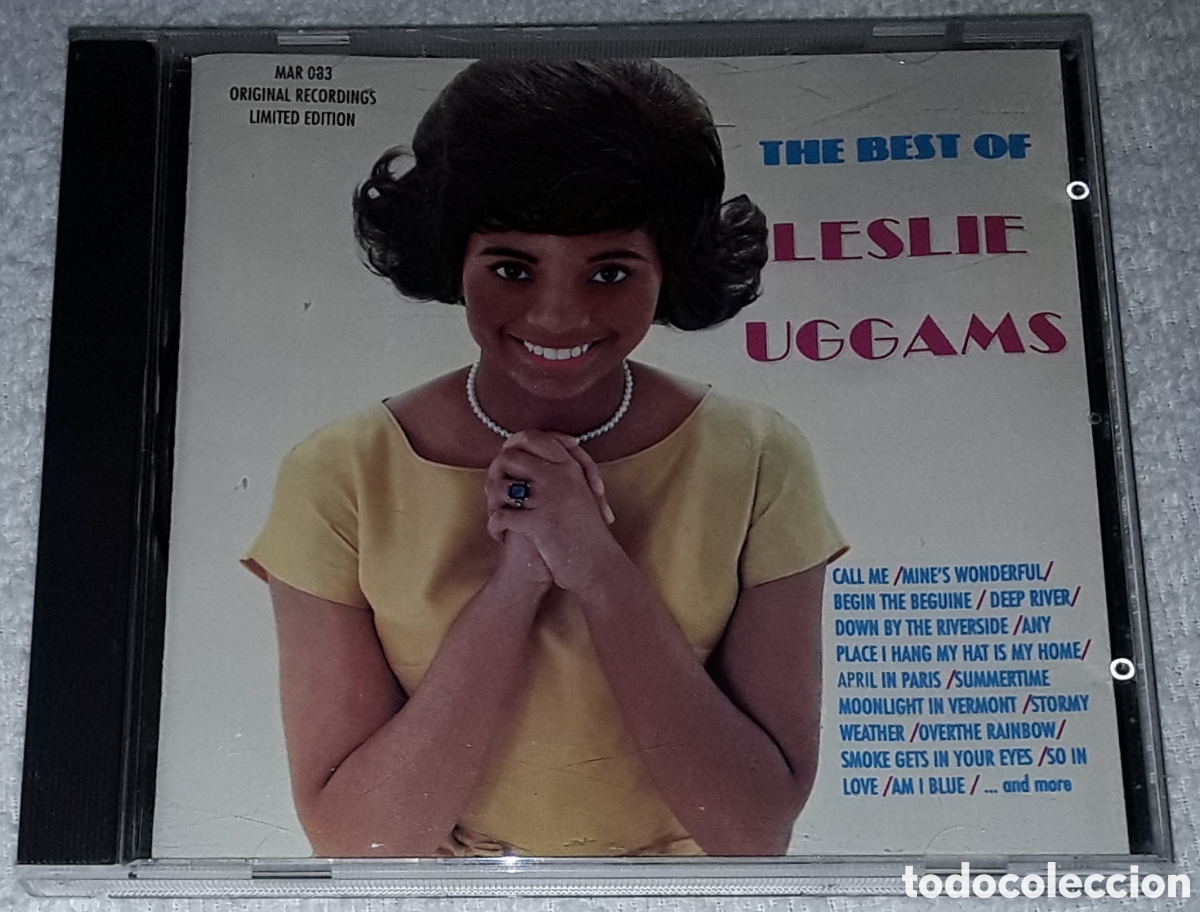 MAR 033
ORIGINAL RECORDINGS
LIMITED EDITION
THE BEST OF
LESLIE
UGGAMS
CALL ME /MINE'S WONDERFUL/
BEGIN THE BEGUINE / DEEP RIVER/
DOWN BY THE RIVERSIDE /ANY
PLACE I HANG MY HAT IS MY HOME/
APRIL IN PARIS /SUMMERTIME
MOONLIGHT IN VERMONT /STORMY
WEATHER /OVERTHE RAINBOW/
SMOKE GETS IN YOUR EYES /SO IN
LOVE /AM I BLUE / ... and more
todocoleccion